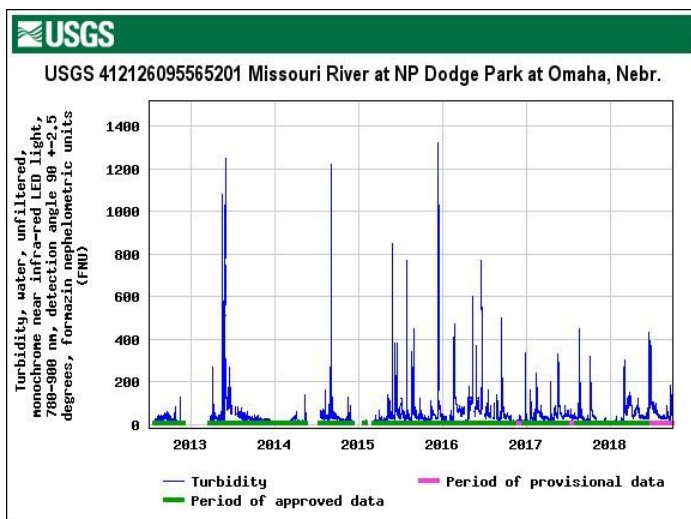 USGS
USGS 412126095565201 Missouri River at NP Dodge Park at Omaha, Nebr.
Turbidity, water, unfiltered,
monochrome near infra-red LED light,
780-900 nm, detection angle 90 +-2.5
degrees, formazin nephelometric units
(FNU)
1400
1200
1000
800
600
400
200
0
2013 2014 2015 2016 2017 2018
Turbidity
Period of approved data
Period of provisional data